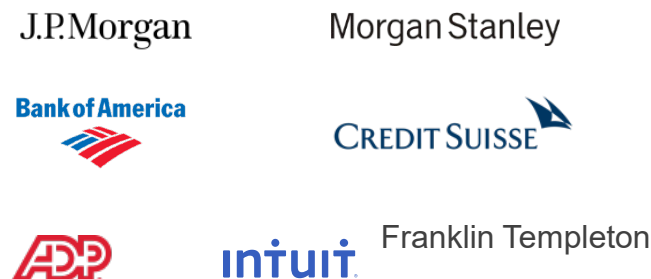 J.P.Morgan
Morgan Stanley
Bank of America
CREDIT SUISSE
ADP
intuit
Franklin Templeton